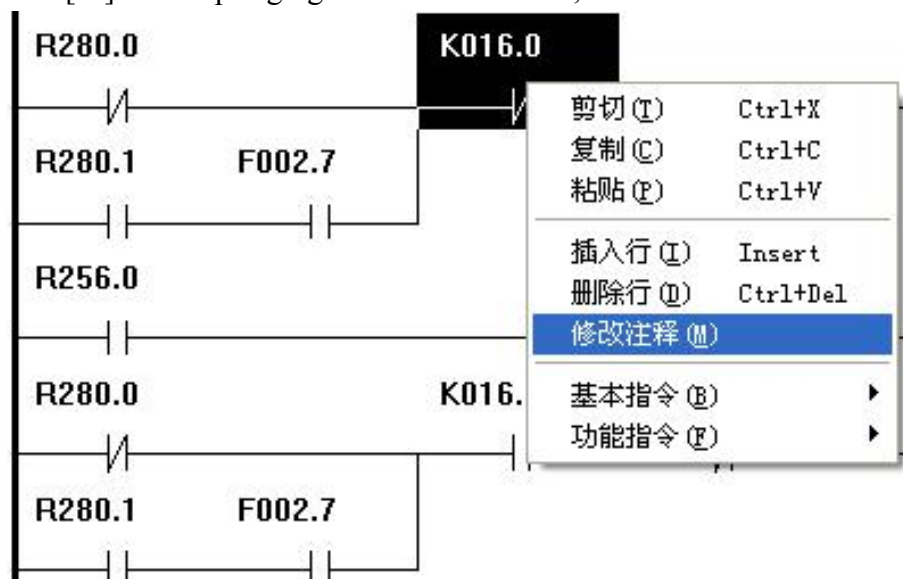 R280.0 K016.0
剪切(T) Ctrl+X
复制(C) Ctrl+C
R280.1 F002.7
粘贴(P) Ctrl+V
插入行(I) Insert
R256.0
删除行(D) Ctrl+Del
修改注释(M)
R280.0 K016.
基本指令(B)
功能指令(F)
R280.1 F002.7